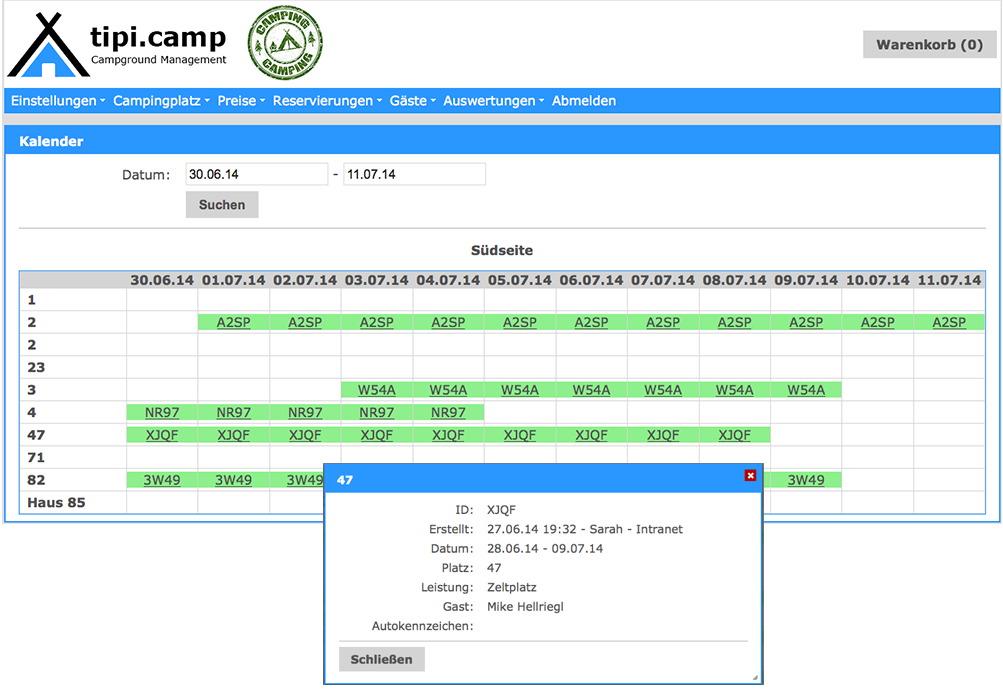 tipi.camp
Campground Management
CAMPING
CAMPING
Warenkorb (0)
Einstellungen Campingplatz Preise Reservierungen Gäste Auswertungen Abmelden
Kalender
Datum: 30.06.14 - 11.07.14
Suchen
Südseite
30.06.14 01.07.14 02.07.14 03.07.14 04.07.14 05.07.14 06.07.14 07.07.14 08.07.14 09.07.14 10.07.14 11.07.14
1
2 A2SP A2SP A2SP A2SP A2SP A2SP A2SP A2SP A2SP A2SP A2SP
2
23
3 W54A W54A W54A W54A W54A W54A W54A
4 NR97 NR97 NR97 NR97 NR97
47 XJQF XJQF XJQF XJQF XJQF XJQF XJQF XJQF XJQF
71
82 3W49 3W49 3W49 3W49
Haus 85
47
ID: XJQF
Erstellt: 27.06.14 19:32 - Sarah - Intranet
Datum: 28.06.14 - 09.07.14
Platz: 47
Leistung: Zeltplatz
Gast: Mike Hellriegl
Autokennzeichen:
Schließen